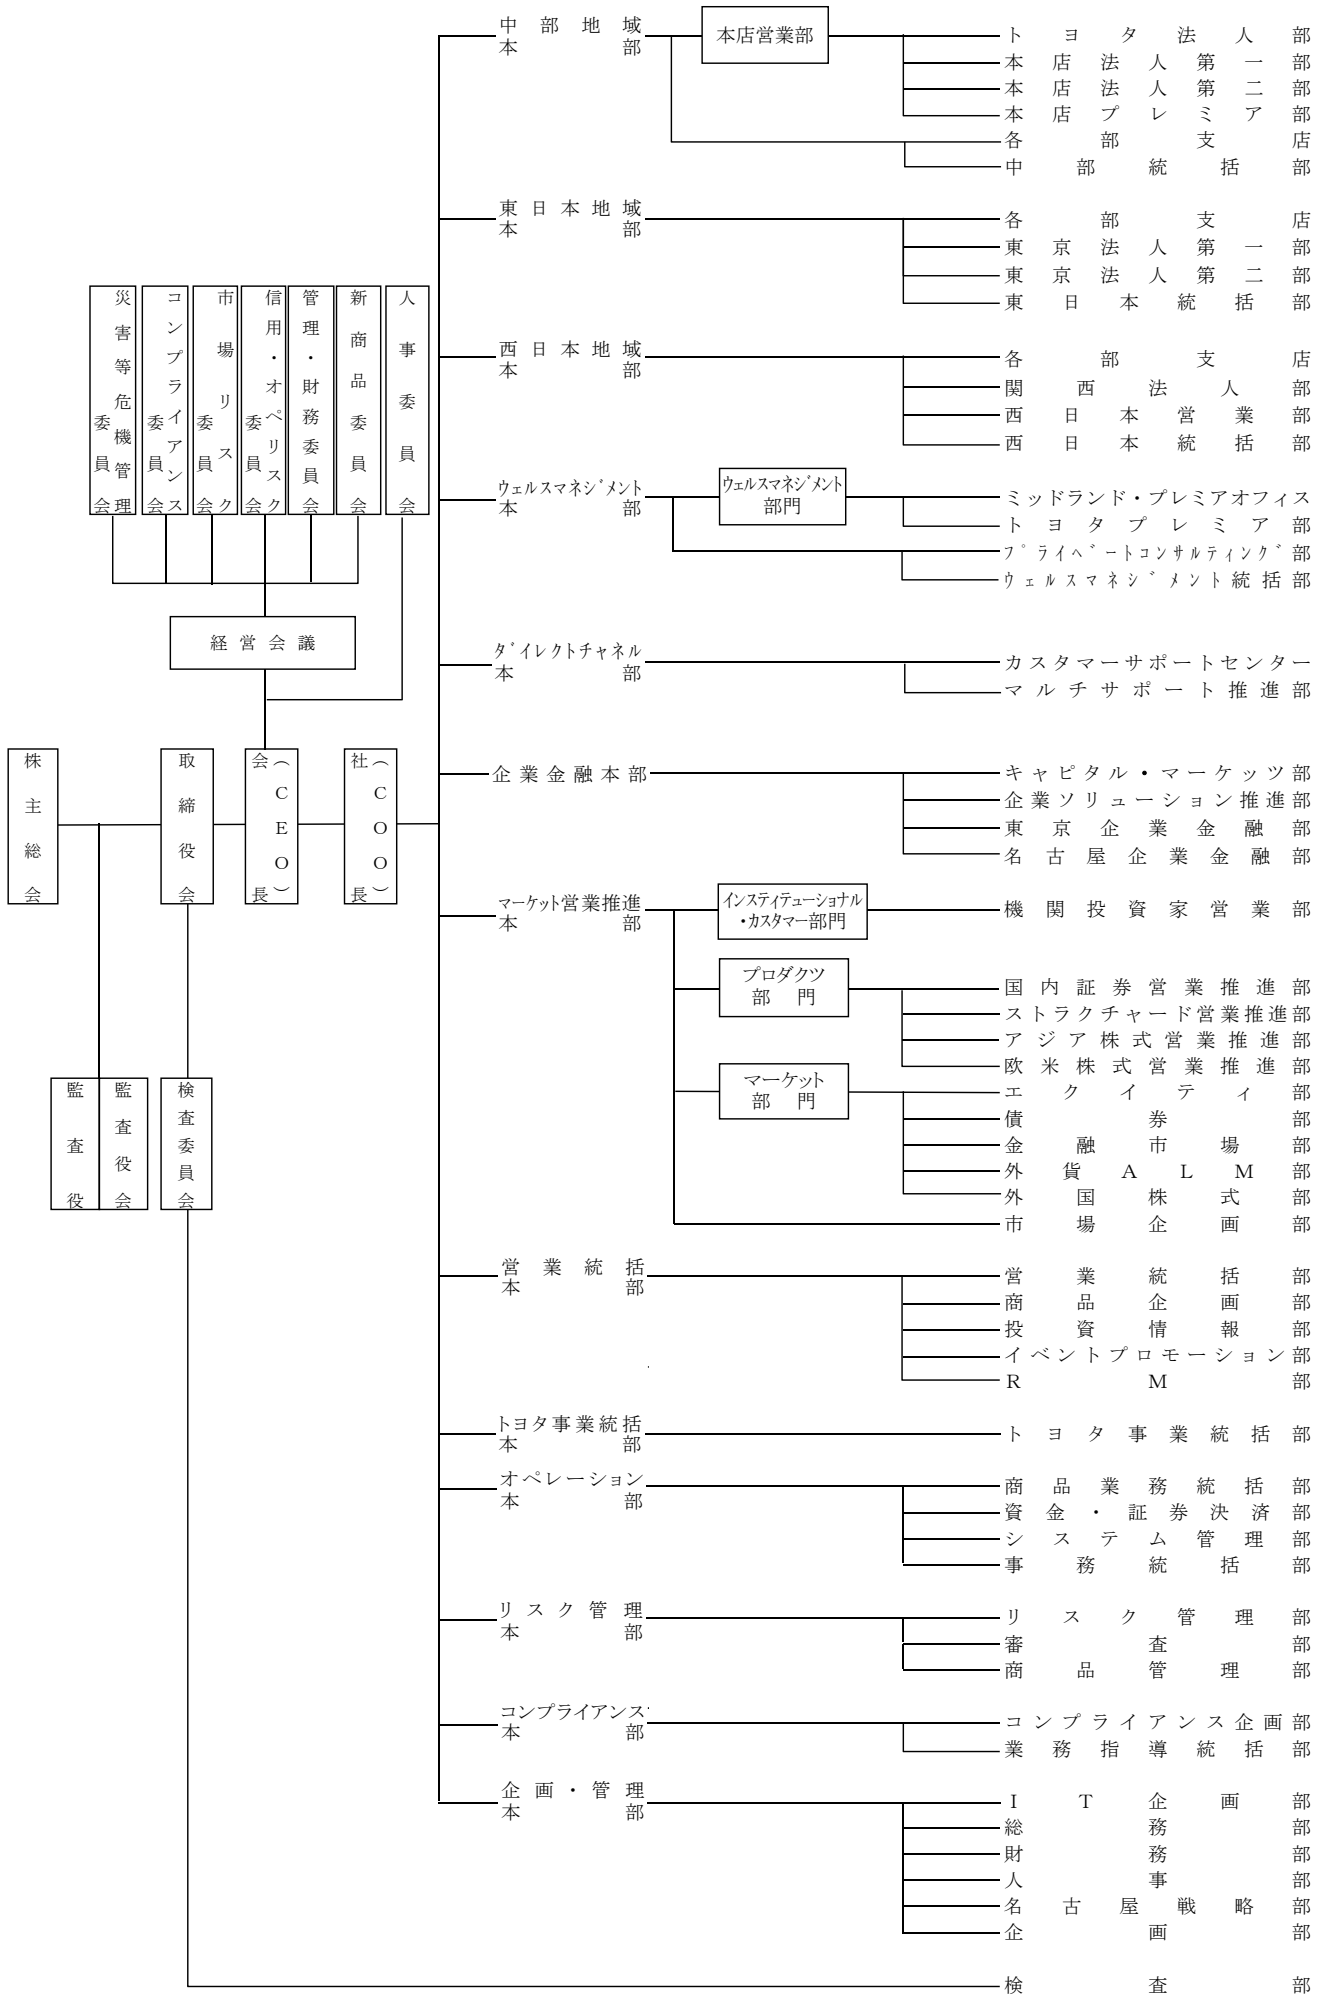 中部地域
本部
本店営業部
トヨタ法人部
本店法人第一部
本店法人第二部
本店プレミア部
各部支店
中部統括部
東日本地域
本部
各部支店
東京法人第一部
東京法人第二部
東日本統括部
西日本地域
本部
各部支店
関西法人部
西日本営業部
西日本統括部
災害等危機管理
委員会
コンプライアンス
委員会
市場リスク
委員会
信用・オペリスク
委員会
管理・財務委員会
新商品委員会
人事委員会
ウェルスマネジメント
本部
ウェルスマネジメント
部門
ミッドランド・プレミアオフィス
トヨタプレミア部
プライベートコンサルティング部
ウェルスマネジメント統括部
経営会議
ダイレクトチャネル
本部
カスタマーサポートセンター
マルチサポート推進部
株主総会
取締役会
会長
（CEO）
社長
（COO）
企業金融本部
キャピタル・マーケッツ部
企業ソリューション推進部
東京企業金融部
名古屋企業金融部
マーケット営業推進
本部
インスティテューショナル
・カスタマー部門
機関投資家営業部
プロダクツ
部門
国内証券営業推進部
ストラクチャード営業推進部
アジア株式営業推進部
欧米株式営業推進部
マーケット
部門
エクイティ部
債券部
金融市場部
外貨ALM部
外国株式部
市場企画部
監査役
監査役会
検査委員会
営業統括
本部
営業統括部
商品企画部
投資情報部
イベントプロモーション部
RM部
トヨタ事業統括
本部
トヨタ事業統括部
オペレーション
本部
商品業務統括部
資金・証券決済部
システム管理部
事務統括部
リスク管理
本部
リスク管理部
審査部
商品管理部
コンプライアンス
本部
コンプライアンス企画部
業務指導統括部
企画・管理
本部
IT企画部
総務部
財務部
人事部
名古屋戦略部
企画部
検査部